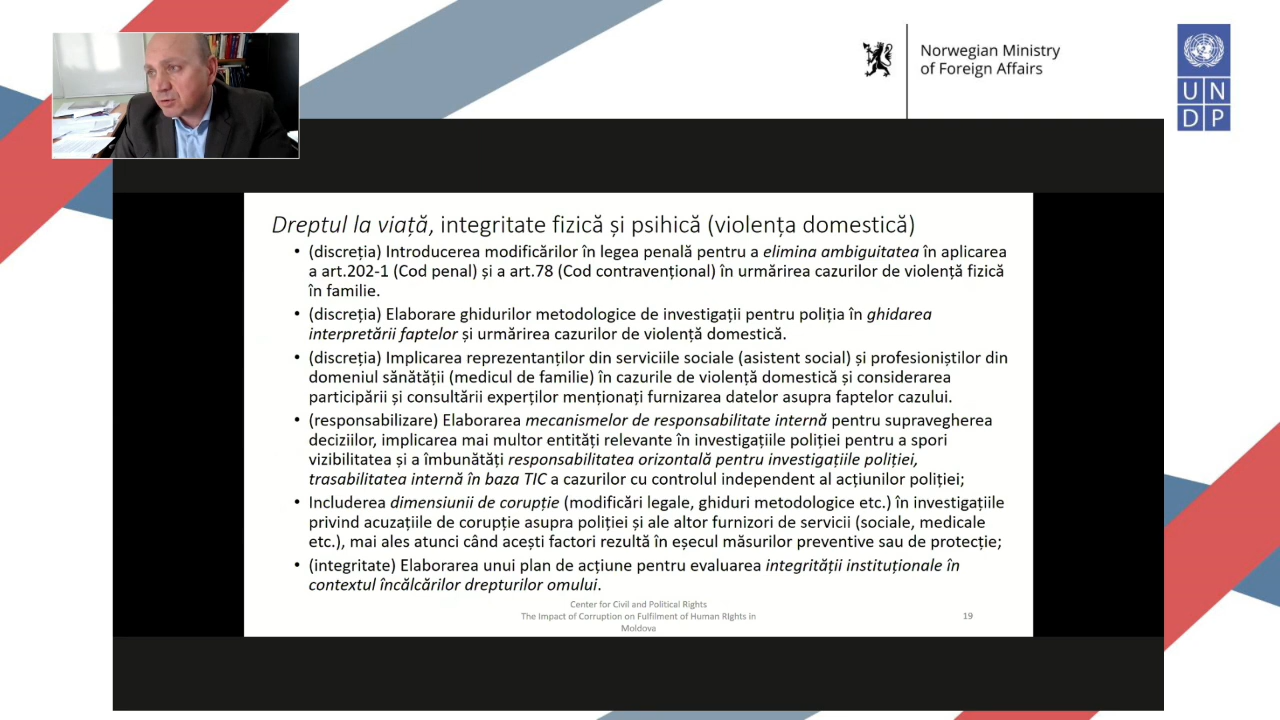 Norwegian Ministry
of Foreign Affairs
U N
D P
Dreptul la viață, integritate fizică și psihică (violența domestică)
• (discreția) Introducerea modificărilor în legea penală pentru a elimina ambiguitatea în aplicarea
a art.202-1 (Cod penal) și a art.78 (Cod contravențional) în urmărirea cazurilor de violență fizică
în familie.
• (discreția) Elaborare ghidurilor metodologice de investigații pentru poliția în ghidarea
interpretării faptelor și urmărirea cazurilor de violență domestică.
• (discreția) Implicarea reprezentanților din serviciile sociale (asistent social) și profesioniștilor din
domeniul sănătății (medicul de familie) în cazurile de violență domestică și considerarea
participării și consultării experților menționați furnizarea datelor asupra faptelor cazului.
• (responsabilizare) Elaborarea mecanismelor de responsabilitate internă pentru supravegherea
deciziilor, implicarea mai multor entități relevante în investigațiile poliției pentru a spori
vizibilitatea și a îmbunătăți responsabilitatea orizontală pentru investigațiile poliției,
trasabilitatea internă în baza TIC a cazurilor cu controlul independent al acțiunilor poliției;
• Includerea dimensiunii de corupție (modificări legale, ghiduri metodologice etc.) în investigațiile
privind acuzațiile de corupție asupra poliției și ale altor furnizori de servicii (sociale, medicale
etc.), mai ales atunci când acești factori rezultă în eșecul măsurilor preventive sau de protecție;
• (integritate) Elaborarea unui plan de acțiune pentru evaluarea integrității instituționale în
contextul încălcărilor drepturilor omului.
Center for Civil and Political Rights
The Impact of Corruption on Fulfilment of Human Rights in
Moldova
19